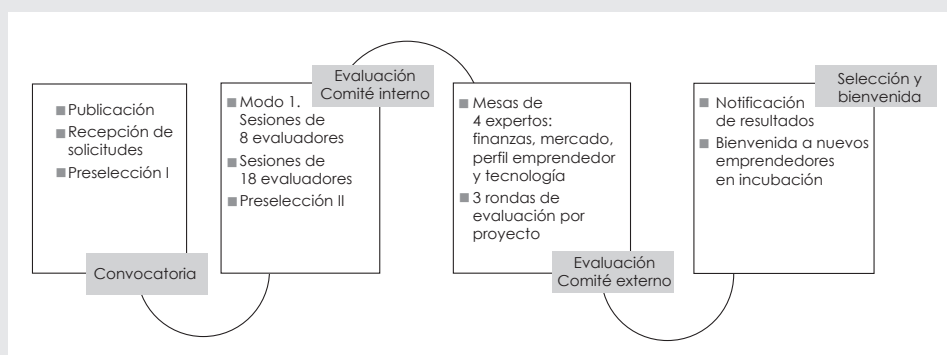 Publicación
Recepción de
solicitudes
Preselección I
Convocatoria
Evaluación
Comité interno
Modo 1.
Sesiones de
8 evaluadores
Sesiones de
18 evaluadores
Preselección II
Mesas de
4 expertos:
finanzas, mercado,
perfil emprendedor
y tecnología
3 rondas de
evaluación por
proyecto
Evaluación
Comité externo
Selección y
bienvenida
Notificación
de resultados
Bienvenida a nuevos
emprendedores
en incubación